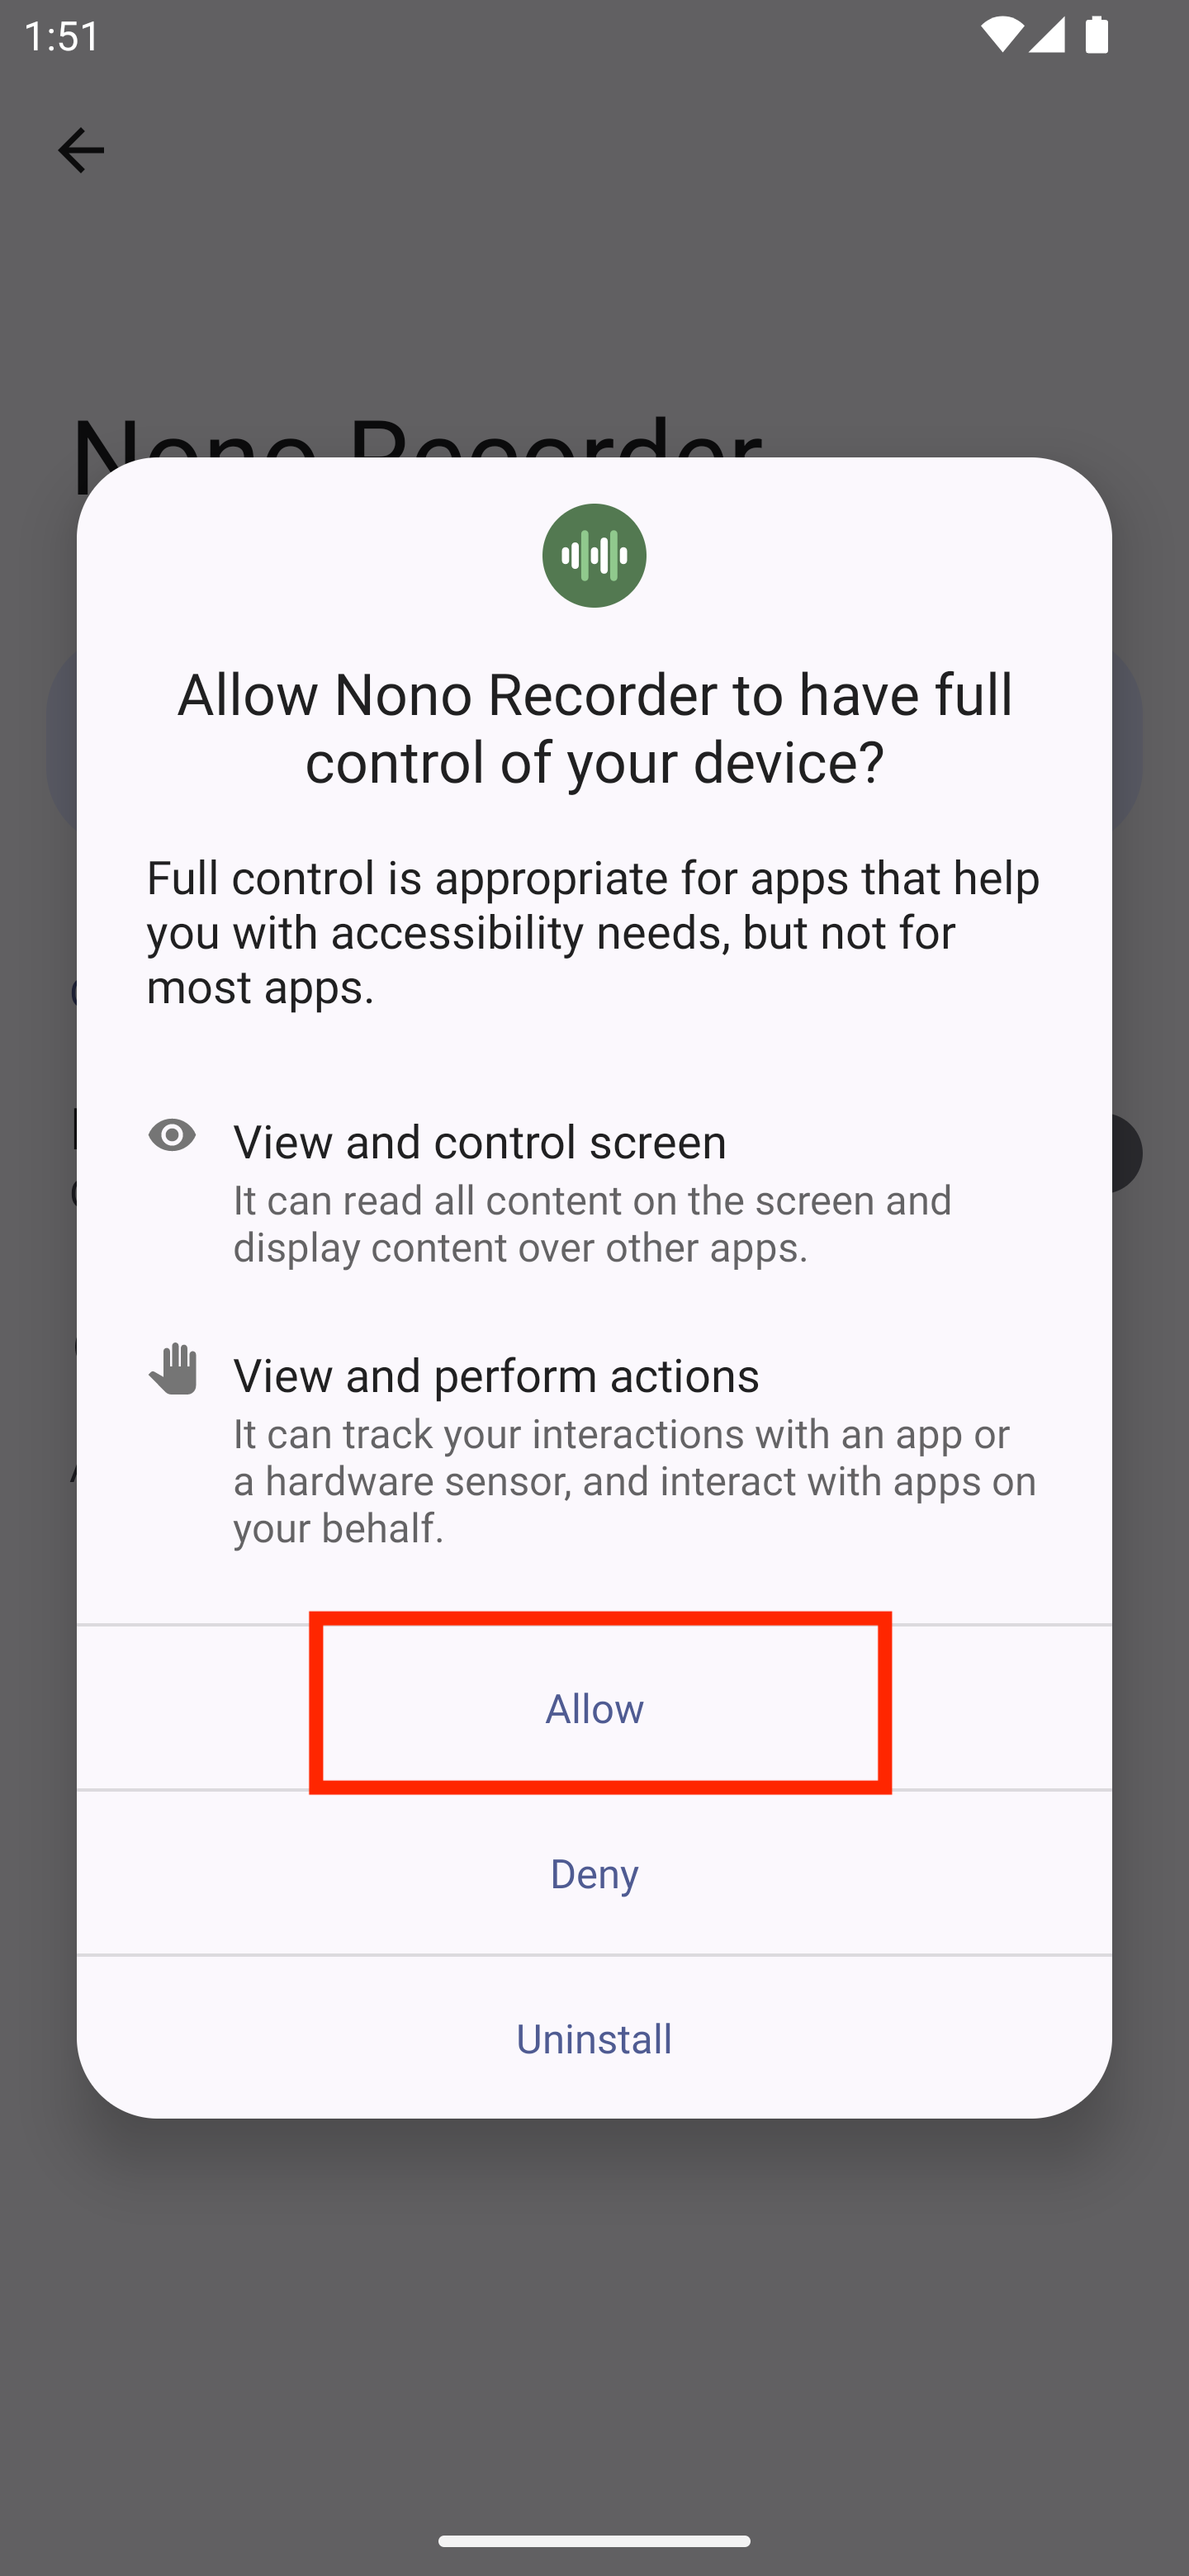 1:51
Nono Recorder
Allow Nono Recorder to have full
control of your device?
Full control is appropriate for apps that help
you with accessibility needs, but not for
most apps.
View and control screen
It can read all content on the screen and
display content over other apps.
View and perform actions
It can track your interactions with an app or
a hardware sensor, and interact with apps on
your behalf.
Allow
Deny
Uninstall